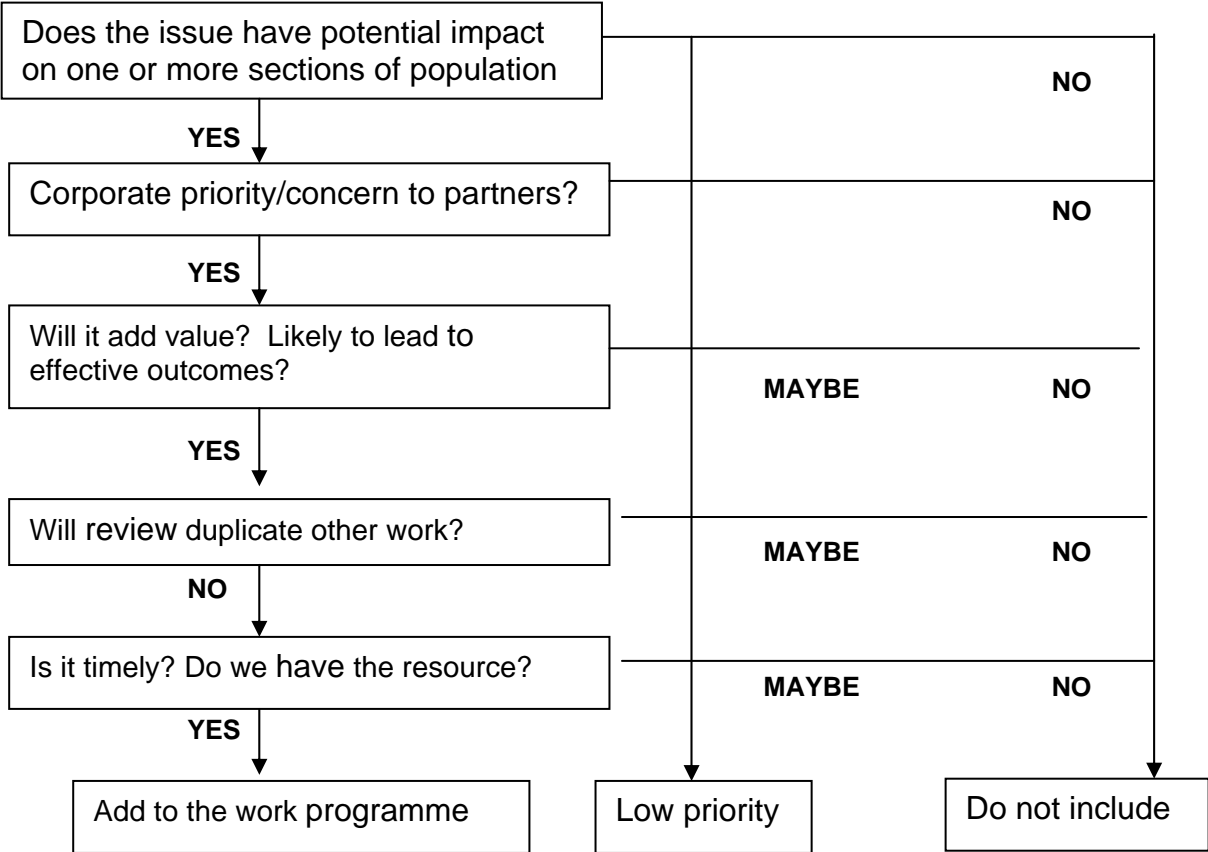 Does the issue have potential impact
on one or more sections of population
NO
YES
Corporate priority/concern to partners?
NO
YES
Will it add value?  Likely to lead to
effective outcomes?
MAYBE NO
YES
Will review duplicate other work?
MAYBE NO
NO
Is it timely? Do we have the resource?
MAYBE NO
YES
Add to the work programme
Low priority
Do not include